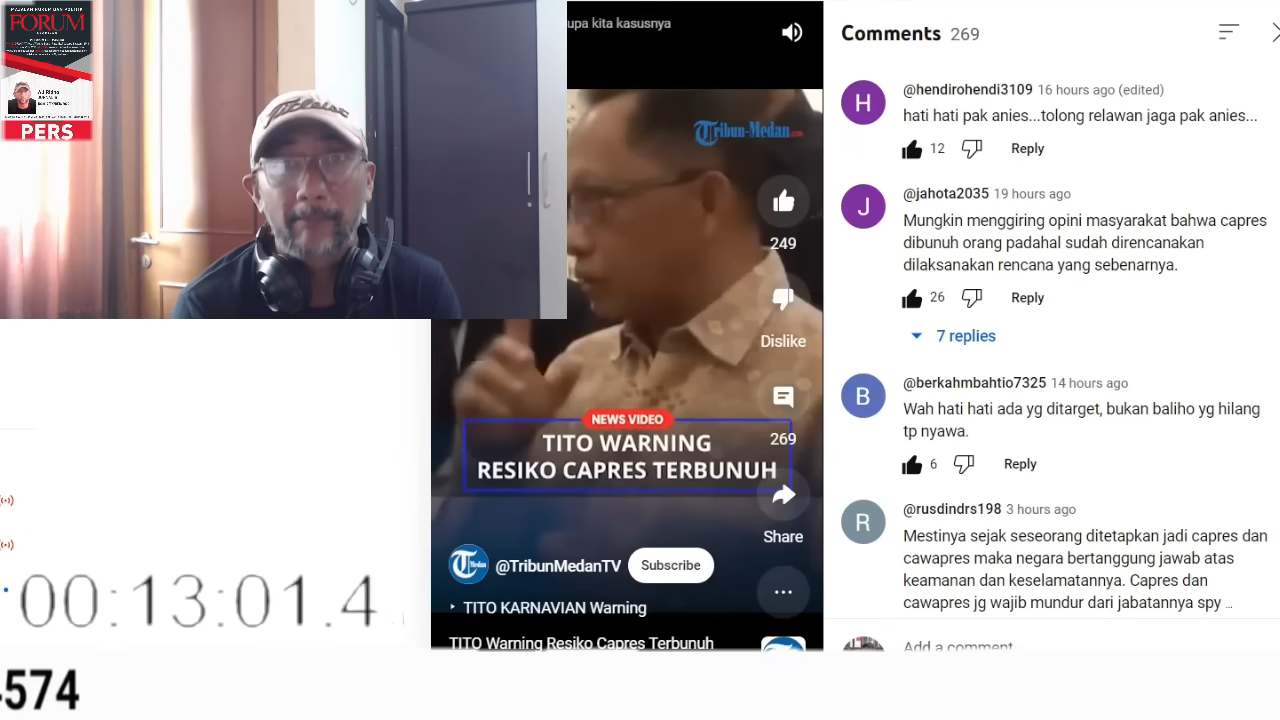 FORUM
PERS
upa kita kasusnya
Tribun-Medan.com
249
Dislike
269
Share
NEWS VIDEO
TITO WARNING
RESIKO CAPRES TERBUNUH
@TribunMedanTV
Subscribe
TITO KARNAVIAN Warning
TITO Warning Resiko Capres Terbunuh
00:13:01.4
4574
Comments 269
H
@hendirohendi3109 16 hours ago (edited)
hati hati pak anies...tolong relawan jaga pak anies...
12 Reply
J
@jahota2035 19 hours ago
Mungkin menggiring opini masyarakat bahwa capres
dibunuh orang padahal sudah direncanakan
dilaksanakan rencana yang sebenarnya.
26 Reply
7 replies
B
@berkahmbahtio7325 14 hours ago
Wah hati hati ada yg ditarget, bukan baliho yg hilang
tp nyawa.
6 Reply
R
@rusdindrs198 3 hours ago
Mestinya sejak seseorang ditetapkan jadi capres dan
cawapres maka negara bertanggung jawab atas
keamanan dan keselamatannya. Capres dan
cawapres jg wajib mundur dari jabatannya spy ...
Add a comment